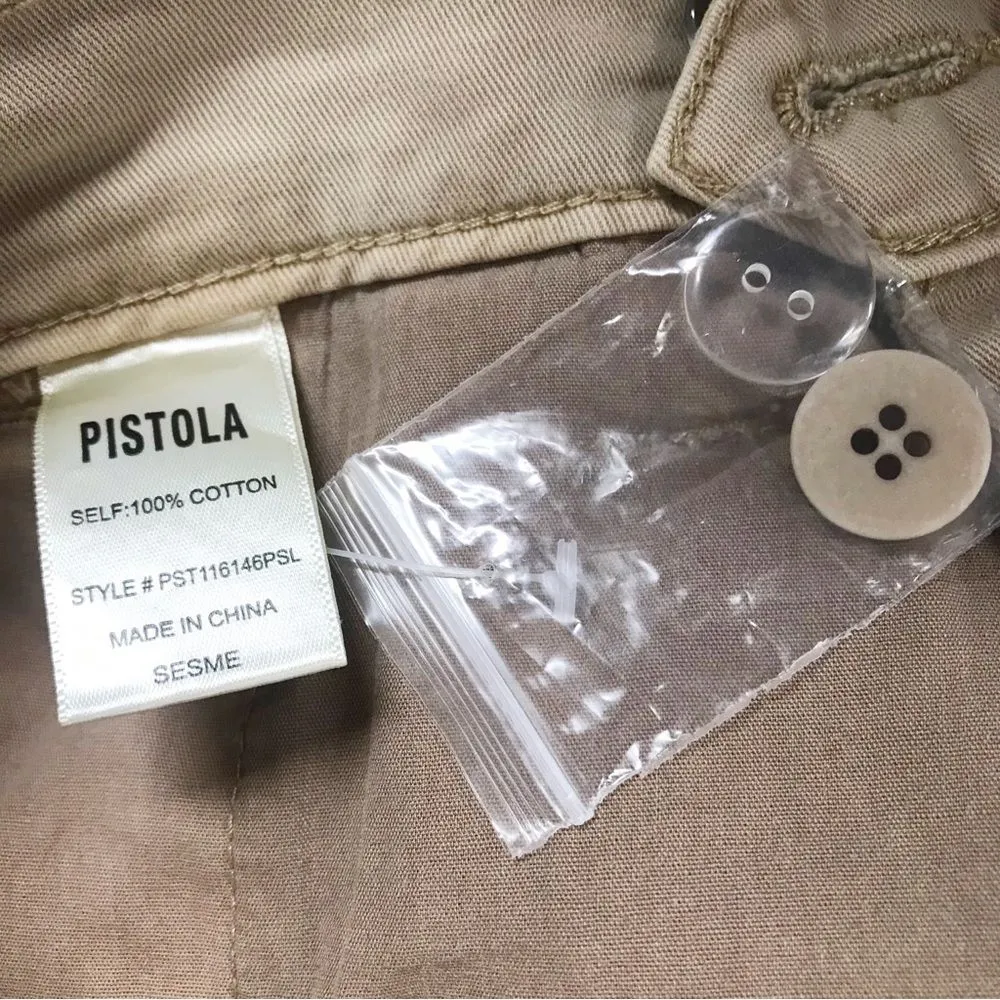 PISTOLA
SELF:100% COTTON
STYLE # PST116146PSL
MADE IN CHINA
SESME